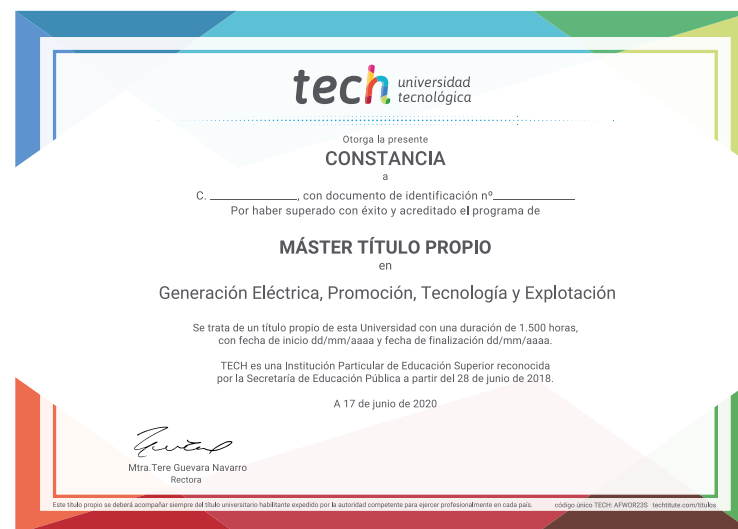 tech universidad
tecnológica
Otorga la presente
CONSTANCIA
a
C. ______________, con documento de identificación nº______________
Por haber superado con éxito y acreditado el programa de
MÁSTER TÍTULO PROPIO
en
Generación Eléctrica, Promoción, Tecnología y Explotación
Se trata de un título propio de esta Universidad con una duración de 1.500 horas,
con fecha de inicio dd/mm/aaaa y fecha de finalización dd/mm/aaaa.
TECH es una Institución Particular de Educación Superior reconocida
por la Secretaría de Educación Pública a partir del 28 de junio de 2018.
A 17 de junio de 2020
Mtra.Tere Guevara Navarro
Rectora
Este título propio se deberá acompañar siempre del título universitario habilitante expedido por la autoridad competente para ejercer profesionalmente en cada país. código único TECH: AFWOR23S techtitute.com/titulos